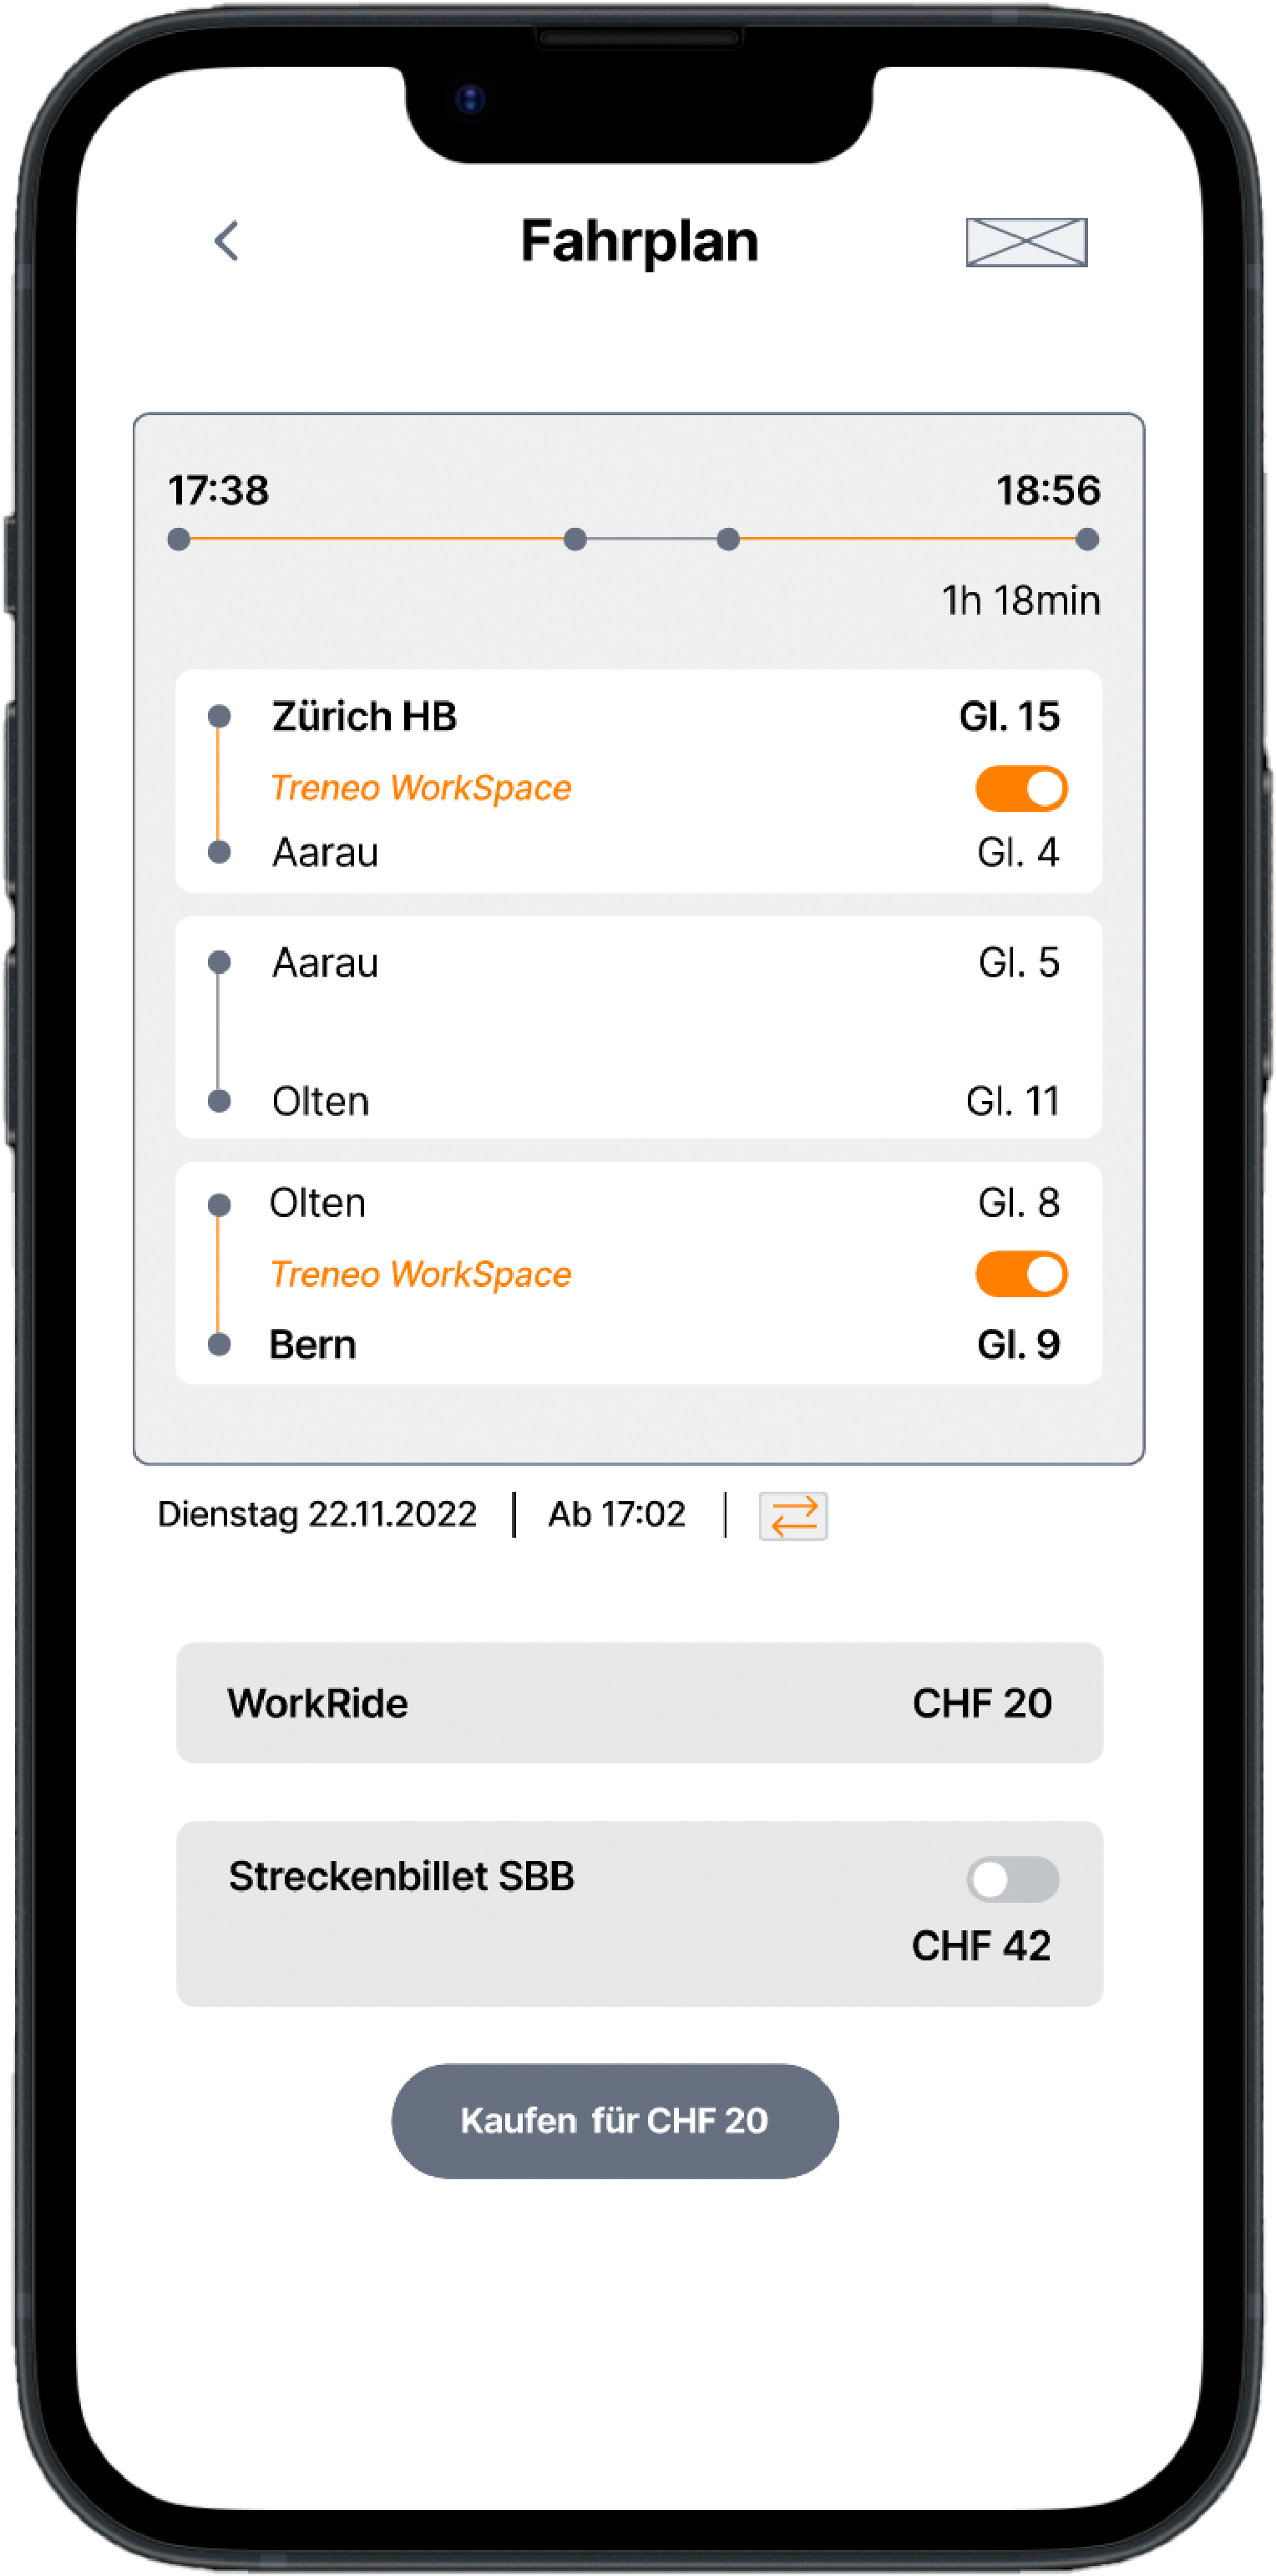 Fahrplan
17:38 18:56
1h 18min
Zürich HB Gl. 15
Treneo WorkSpace
Aarau Gl. 4
Aarau Gl. 5
Olten Gl. 11
Olten Gl. 8
Treneo WorkSpace
Bern Gl. 9
Dienstag 22.11.2022 | Ab 17:02 |
WorkRide CHF 20
Streckenbillet SBB
CHF 42
Kaufen für CHF 20